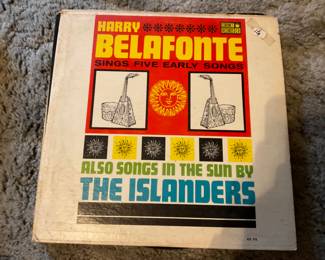 HARRY
BELAFONTE
SINGS FIVE EARLY SONGS
ALSO SONGS IN THE SUN BY
THE ISLANDERS